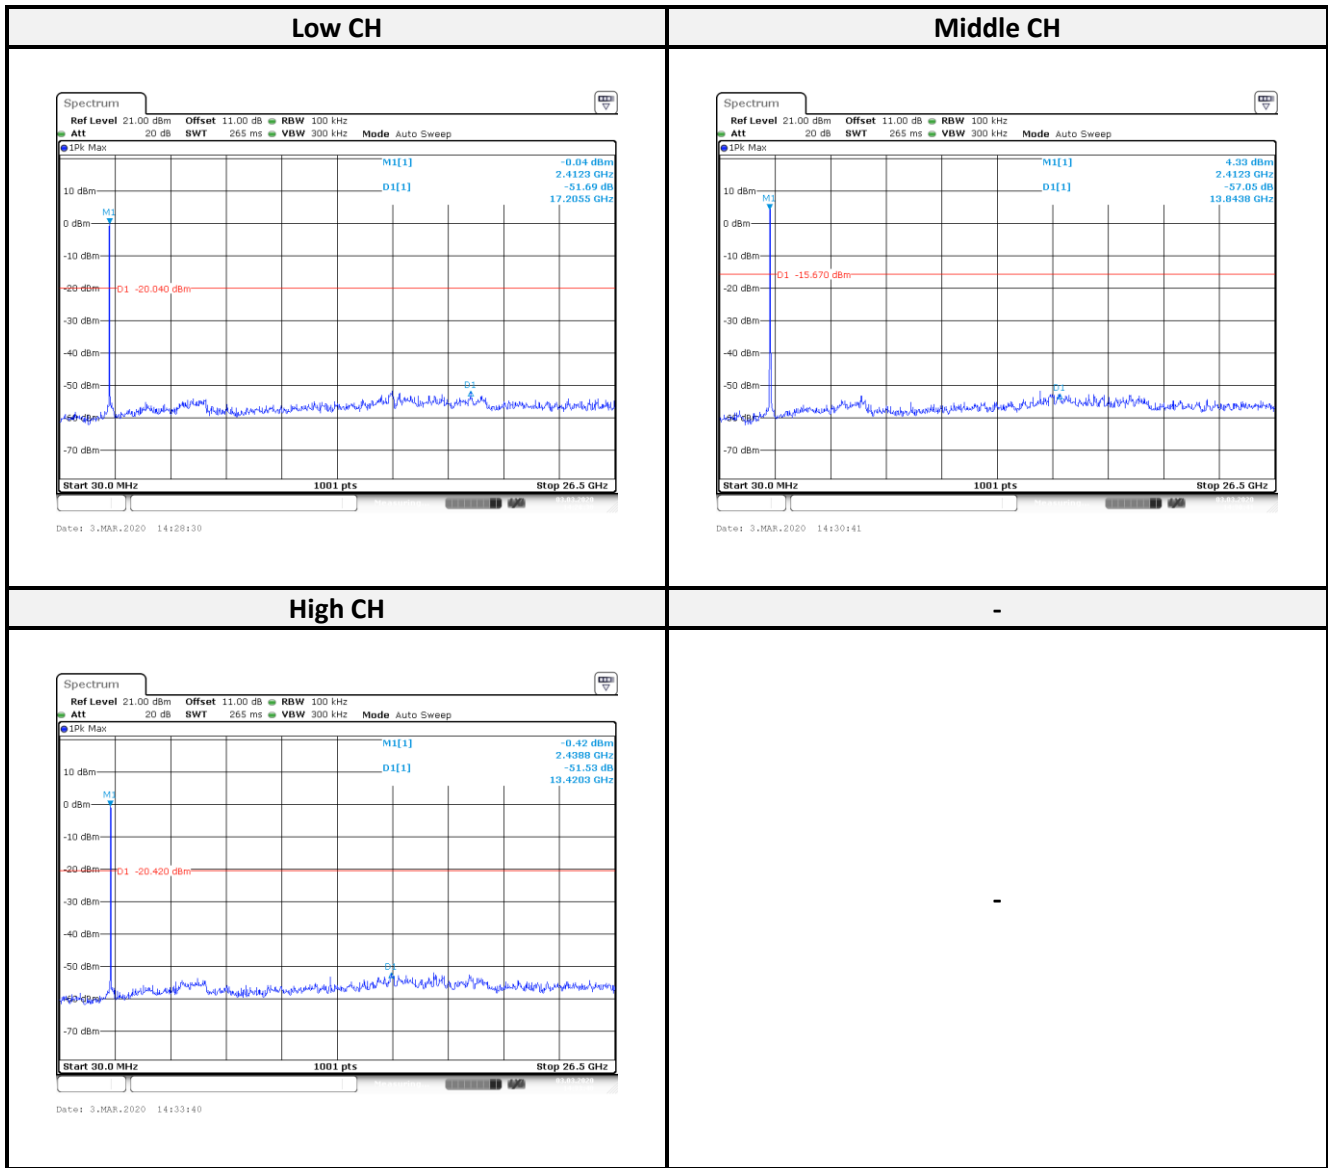 Low CH
Middle CH
Spectrum
Ref Level 21.00 dBm Offset 11.00 dB RBW 100 kHz
Att 20 dB SWT 265 ms VBW 300 kHz Mode Auto Sweep
1Pk Max
M1[1] -0.04 dBm
2.4123 GHz
D1[1] -51.69 dB
17.2055 GHz
10 dBm
M1
0 dBm
-10 dBm
-20 dBm
D1 -20.040 dBm
-30 dBm
-40 dBm
-50 dBm
D1
-60 dBm
-70 dBm
Start 30.0 MHz 1001 pts Stop 26.5 GHz
Date: 3.MAR.2020 14:28:30
Spectrum
Ref Level 21.00 dBm Offset 11.00 dB RBW 100 kHz
Att 20 dB SWT 265 ms VBW 300 kHz Mode Auto Sweep
1Pk Max
M1[1] 4.33 dBm
2.4123 GHz
D1[1] -57.05 dB
13.8438 GHz
10 dBm
M1
0 dBm
-10 dBm
D1 -15.670 dBm
-20 dBm
-30 dBm
-40 dBm
-50 dBm
D1
-60 dBm
-70 dBm
Start 30.0 MHz 1001 pts Stop 26.5 GHz
Date: 3.MAR.2020 14:30:41
High CH
-
Spectrum
Ref Level 21.00 dBm Offset 11.00 dB RBW 100 kHz
Att 20 dB SWT 265 ms VBW 300 kHz Mode Auto Sweep
1Pk Max
M1[1] -0.42 dBm
2.4388 GHz
D1[1] -51.53 dB
13.4203 GHz
10 dBm
M1
0 dBm
-10 dBm
-20 dBm
D1 -20.420 dBm
-30 dBm
-40 dBm
-50 dBm
D1
-60 dBm
-70 dBm
Start 30.0 MHz 1001 pts Stop 26.5 GHz
Date: 3.MAR.2020 14:33:40
-